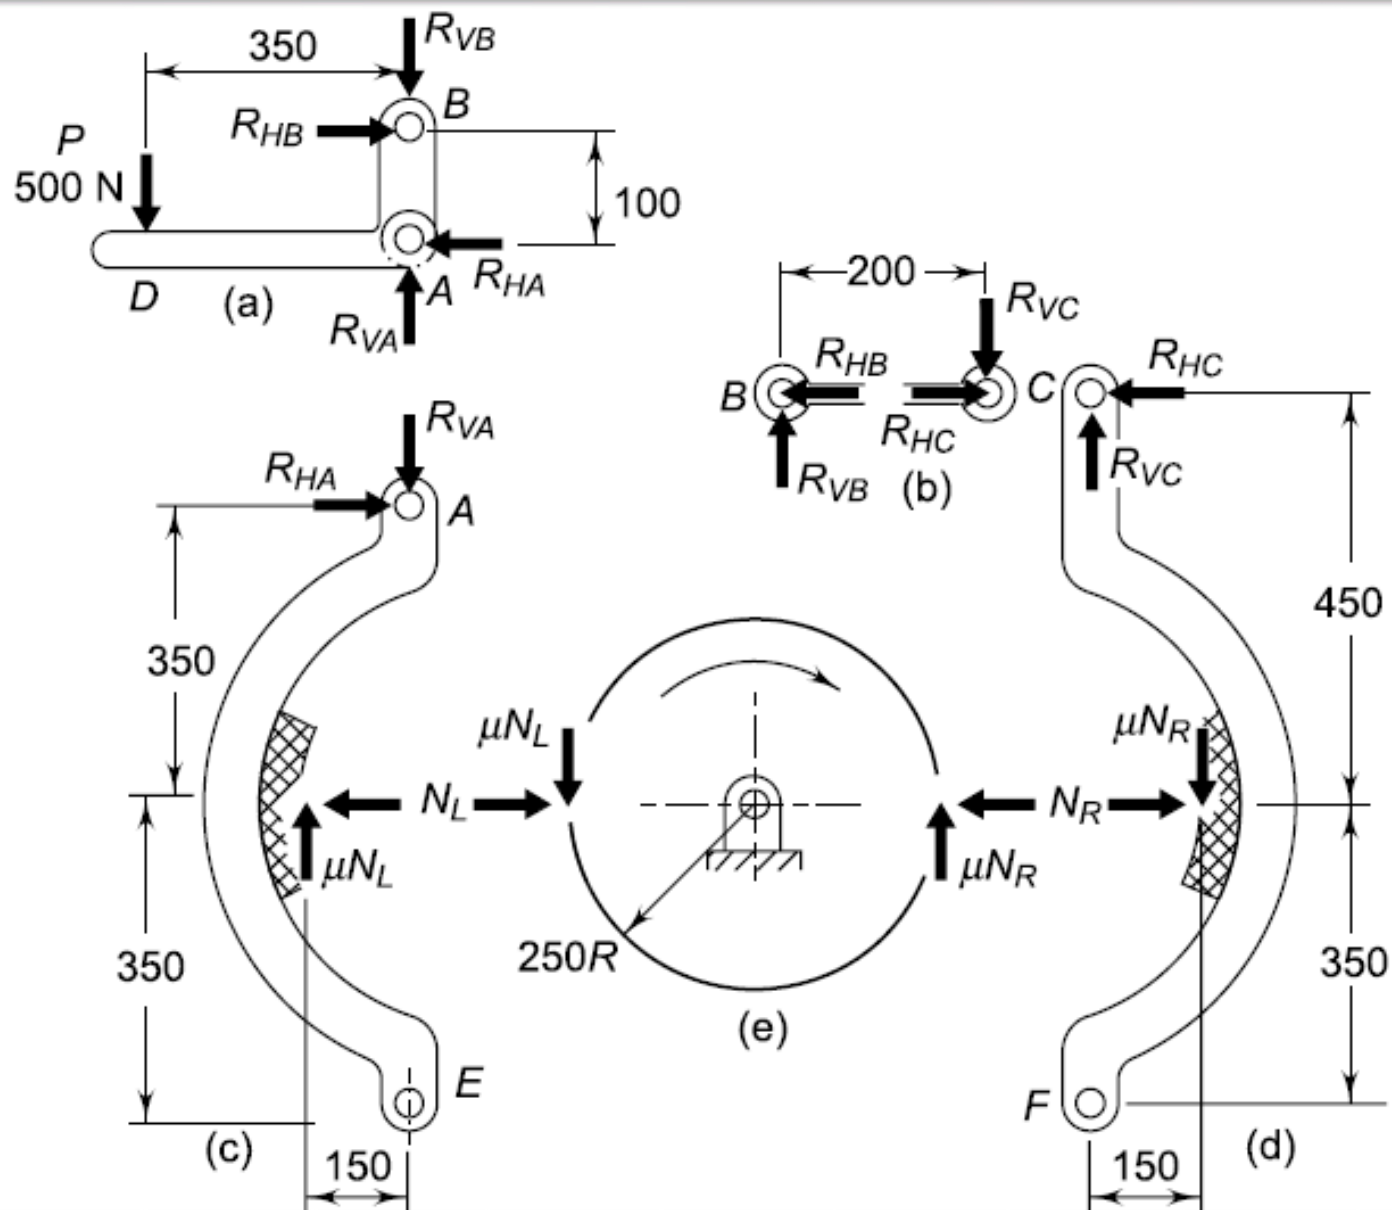 350
R_VB
B
R_HB
P
500 N
100
R_HA
D
(a)
A
R_VA
200
R_VC
R_HB
R_HC
B
C
R_HC
R_VB
(b)
R_VC
R_VA
R_HA
A
350
450
μN_L
μN_R
N_L
N_R
μN_L
μN_R
350
250R
350
(e)
E
F
(c)
(d)
150
150